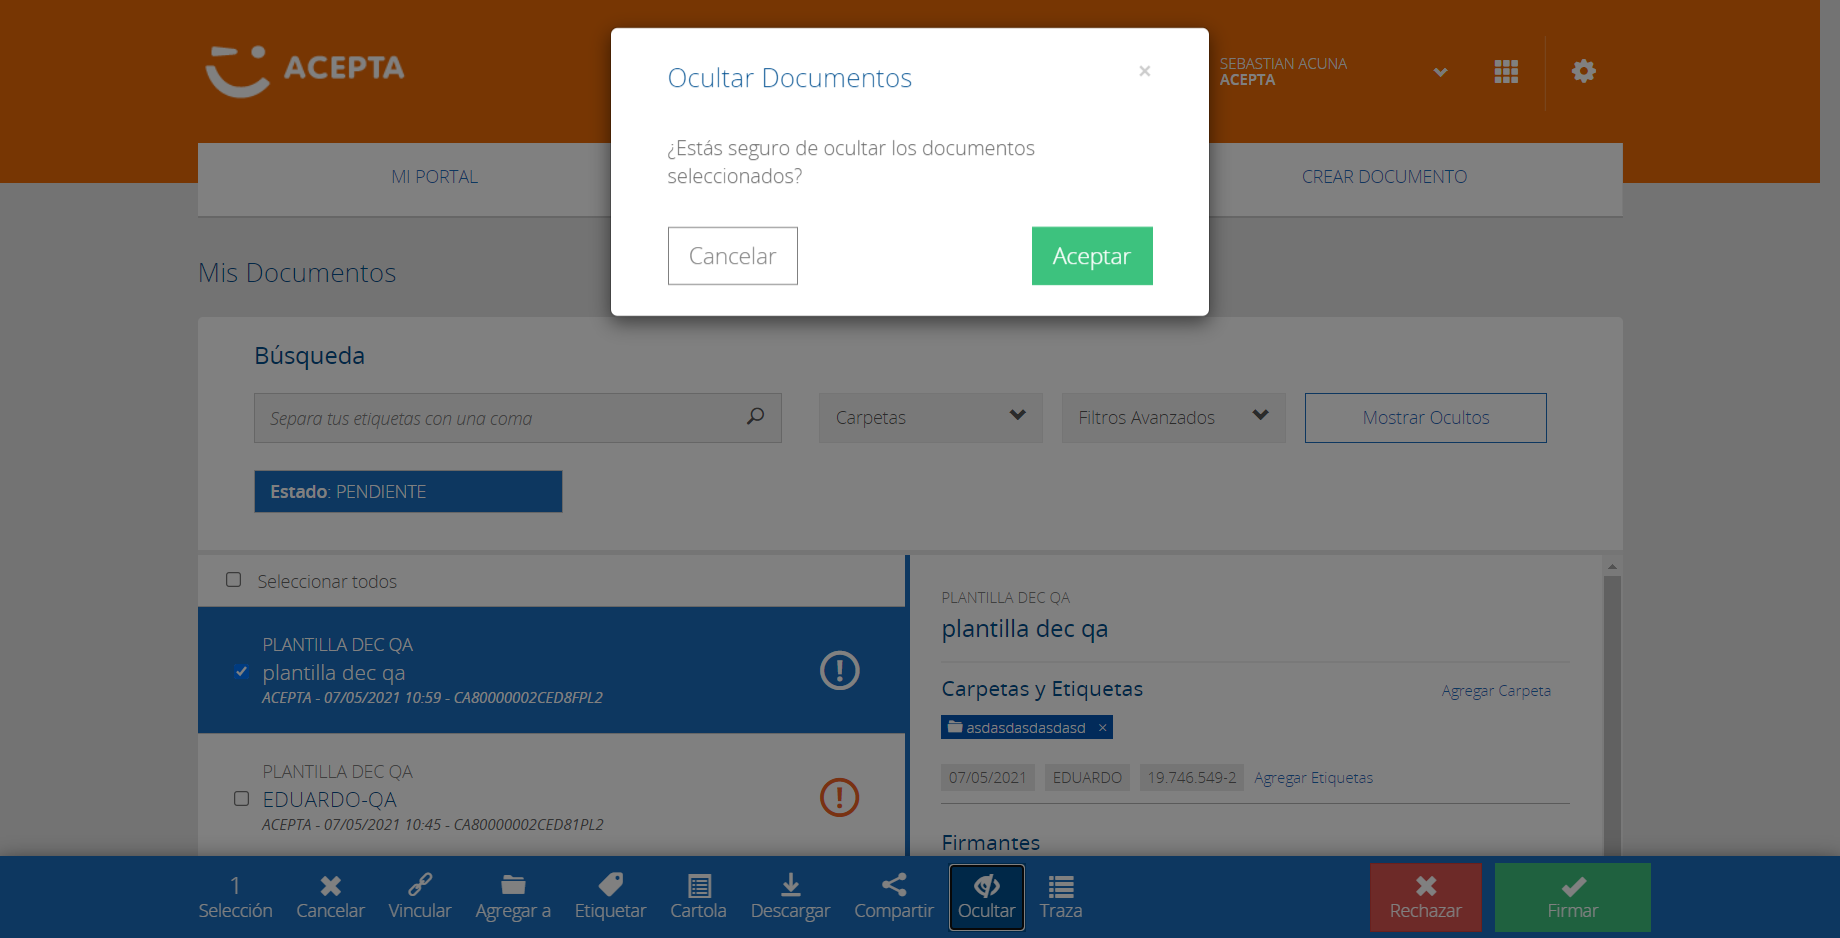 ACEPTA
SEBASTIAN ACUNA
ACEPTA
Ocultar Documentos
×
¿Estás seguro de ocultar los documentos
seleccionados?
Cancelar
Aceptar
MI PORTAL
CREAR DOCUMENTO
Mis Documentos
Búsqueda
Separa tus etiquetas con una coma
Carpetas
Filtros Avanzados
Mostrar Ocultos
Estado: PENDIENTE
Seleccionar todos
PLANTILLA DEC QA
plantilla dec qa
ACEPTA - 07/05/2021 10:59 - CA80000002CED8FPL2
PLANTILLA DEC QA
EDUARDO-QA
ACEPTA - 07/05/2021 10:45 - CA80000002CED81PL2
PLANTILLA DEC QA
plantilla dec qa
Carpetas y Etiquetas
Agregar Carpeta
asdasdasdasdasd ×
07/05/2021 EDUARDO 19.746.549-2 Agregar Etiquetas
Firmantes
1
Selección
Cancelar
Vincular
Agregar a
Etiquetar
Cartola
Descargar
Compartir
Ocultar
Traza
Rechazar
Firmar